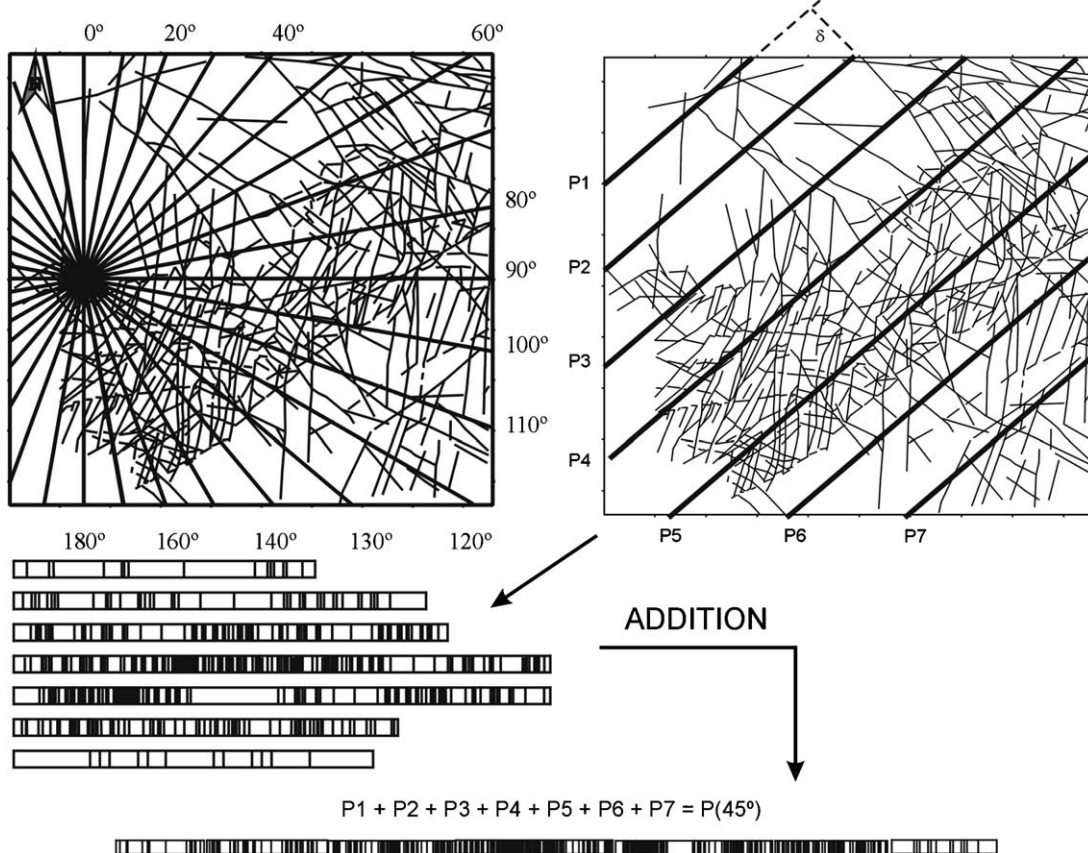 0º 20º 40º 60º
δ
80º
90º
100º
110º
180º 160º 140º 130º 120º
P1
P2
P3
P4
P5 P6 P7
ADDITION
P1 + P2 + P3 + P4 + P5 + P6 + P7 = P(45º)